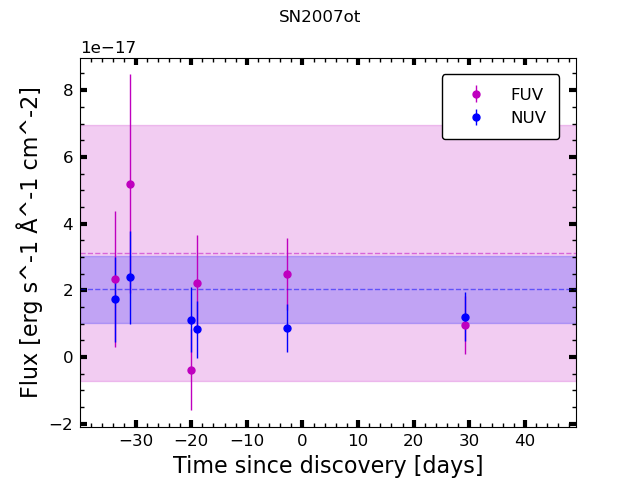 SN2007ot
1e−17
FUV
NUV
8
6
4
2
0
−2
−30
−20
−10
0
10
20
30
40
Flux [erg s^-1 Å^-1 cm^-2]
Time since discovery [days]